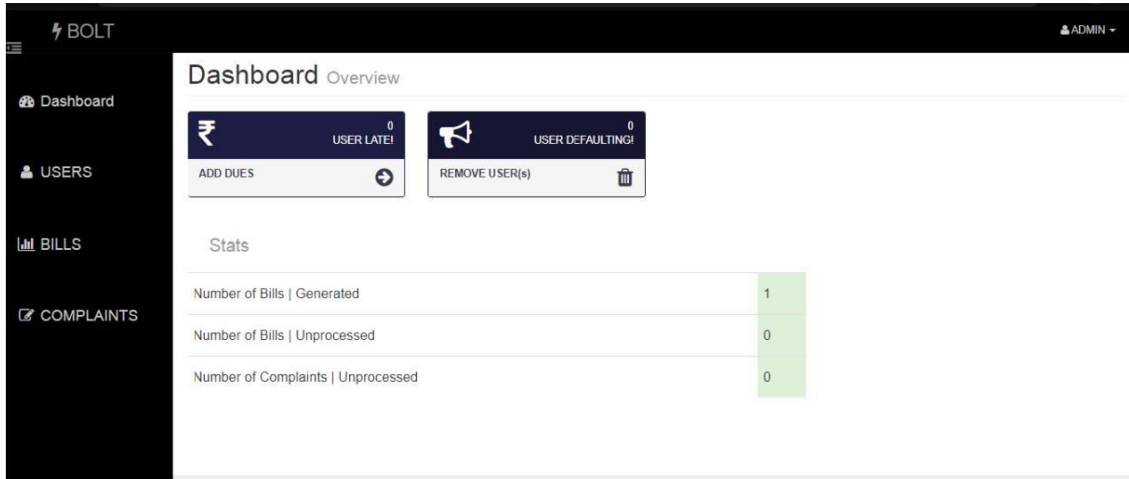 BOLT
ADMIN
Dashboard Overview
Dashboard
USERS
BILLS
COMPLAINTS
₹
0
USER LATE!
ADD DUES
0
USER DEFAULTING!
REMOVE USER(s)
Stats
Number of Bills | Generated 1
Number of Bills | Unprocessed 0
Number of Complaints | Unprocessed 0